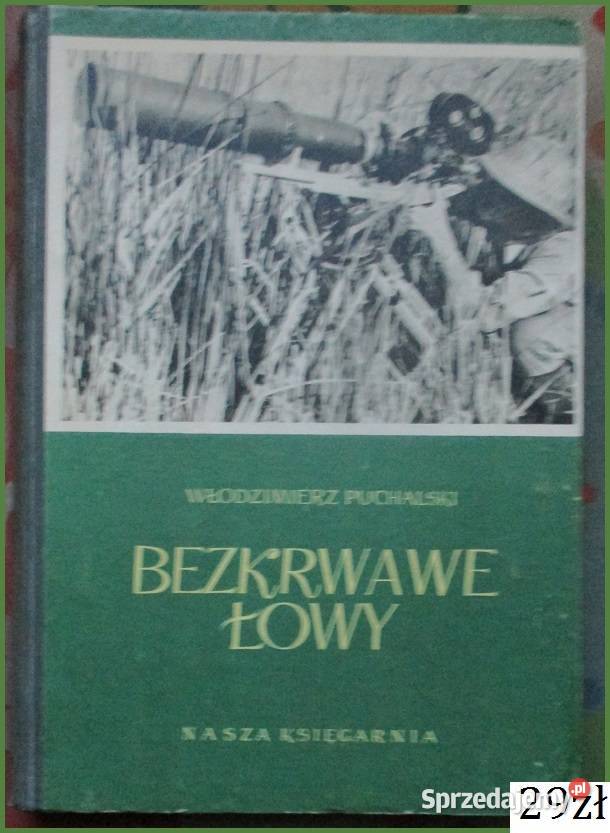 WŁODZIMIERZ PUCHALSKI
BEZKRWAWE
ŁOWY
NASZA KSIĘGARNIA
Sprzedajemy.pl
29zł